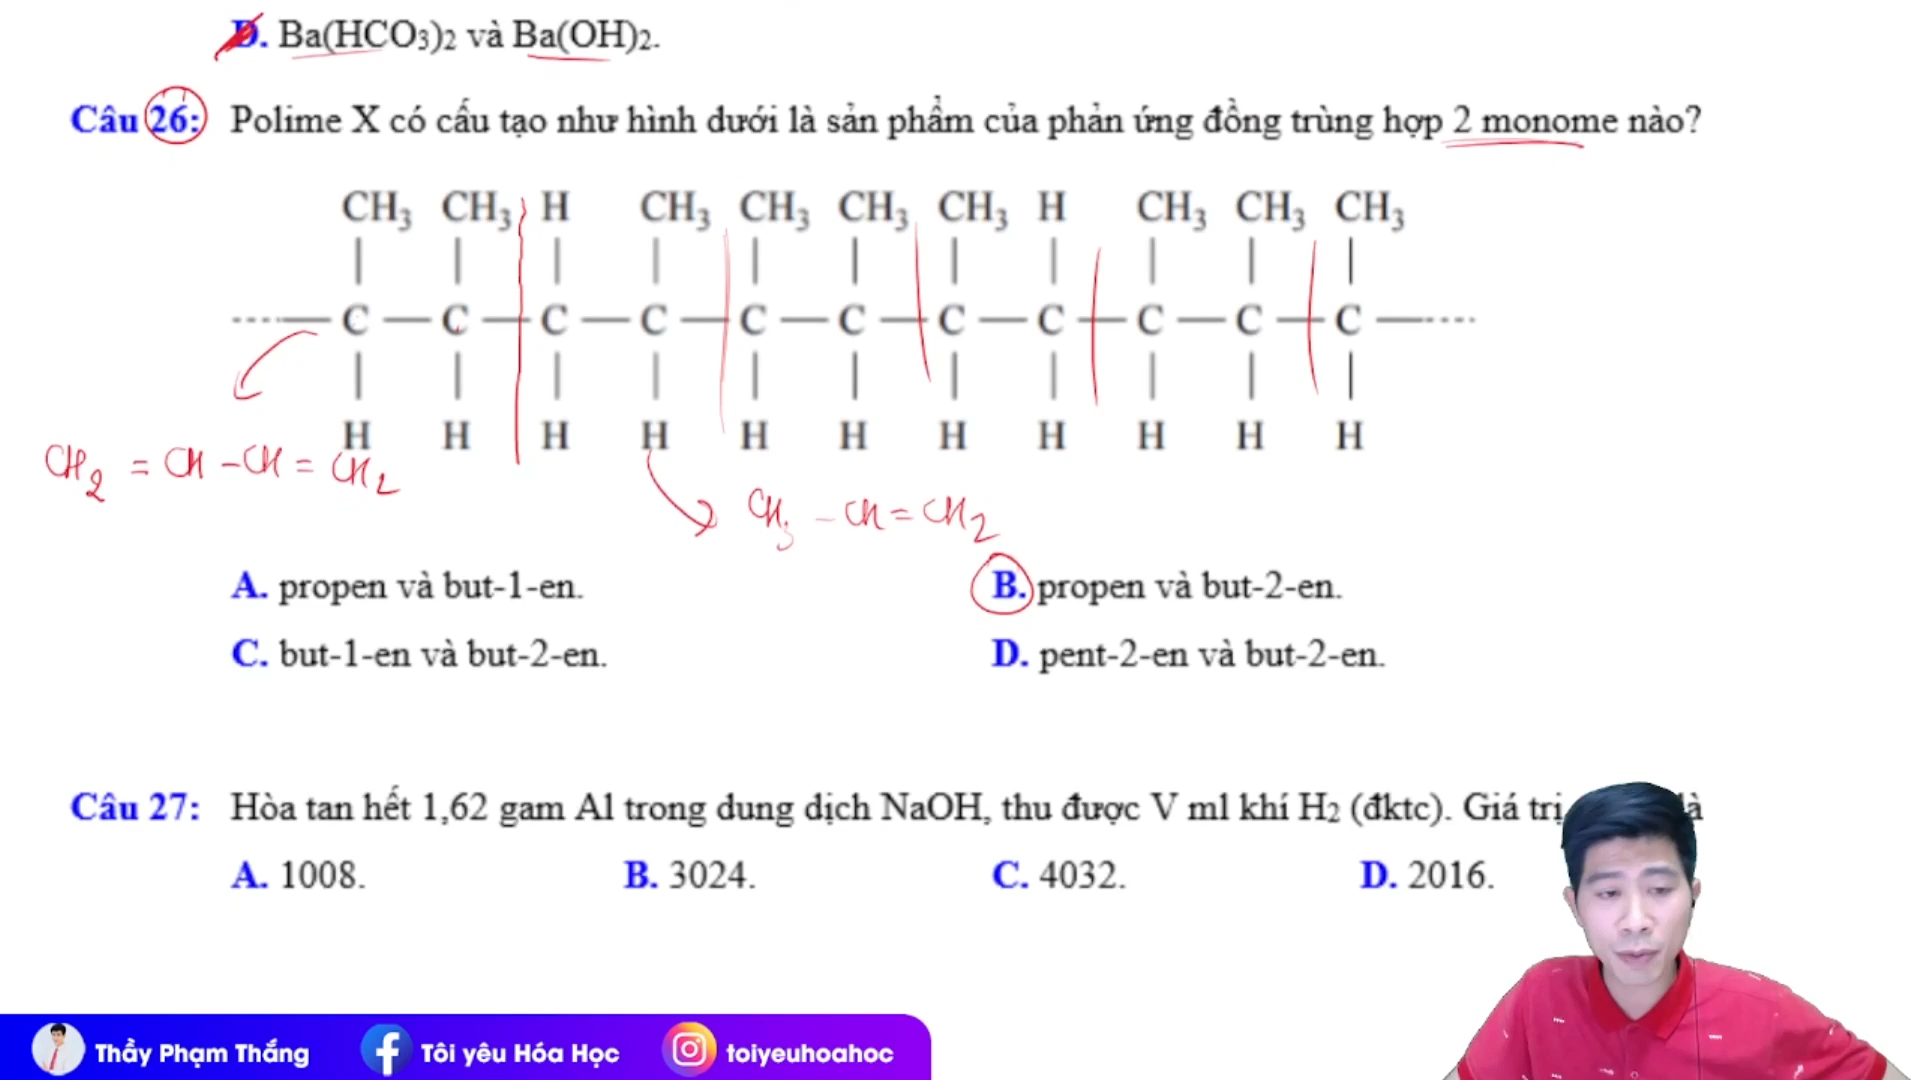 D. Ba(HCO3)2 và Ba(OH)2.
Câu 26: Polime X có cấu tạo như hình dưới là sản phẩm của phản ứng đồng trùng hợp 2 monome nào?
CH3 CH3 H CH3 CH3 CH3 CH3 H CH3 CH3 CH3
C C C C C C C C C C C
H H H H H H H H H H H
CH2 = CH - CH = CH2
CH3 - CH = CH2
A. propen và but-1-en.
B. propen và but-2-en.
C. but-1-en và but-2-en.
D. pent-2-en và but-2-en.
Câu 27: Hòa tan hết 1,62 gam Al trong dung dịch NaOH, thu được V ml khí H2 (đktc). Giá trị là
A. 1008. B. 3024. C. 4032. D. 2016.
Thầy Phạm Thắng Tôi yêu Hóa Học toiyeuhoahoc